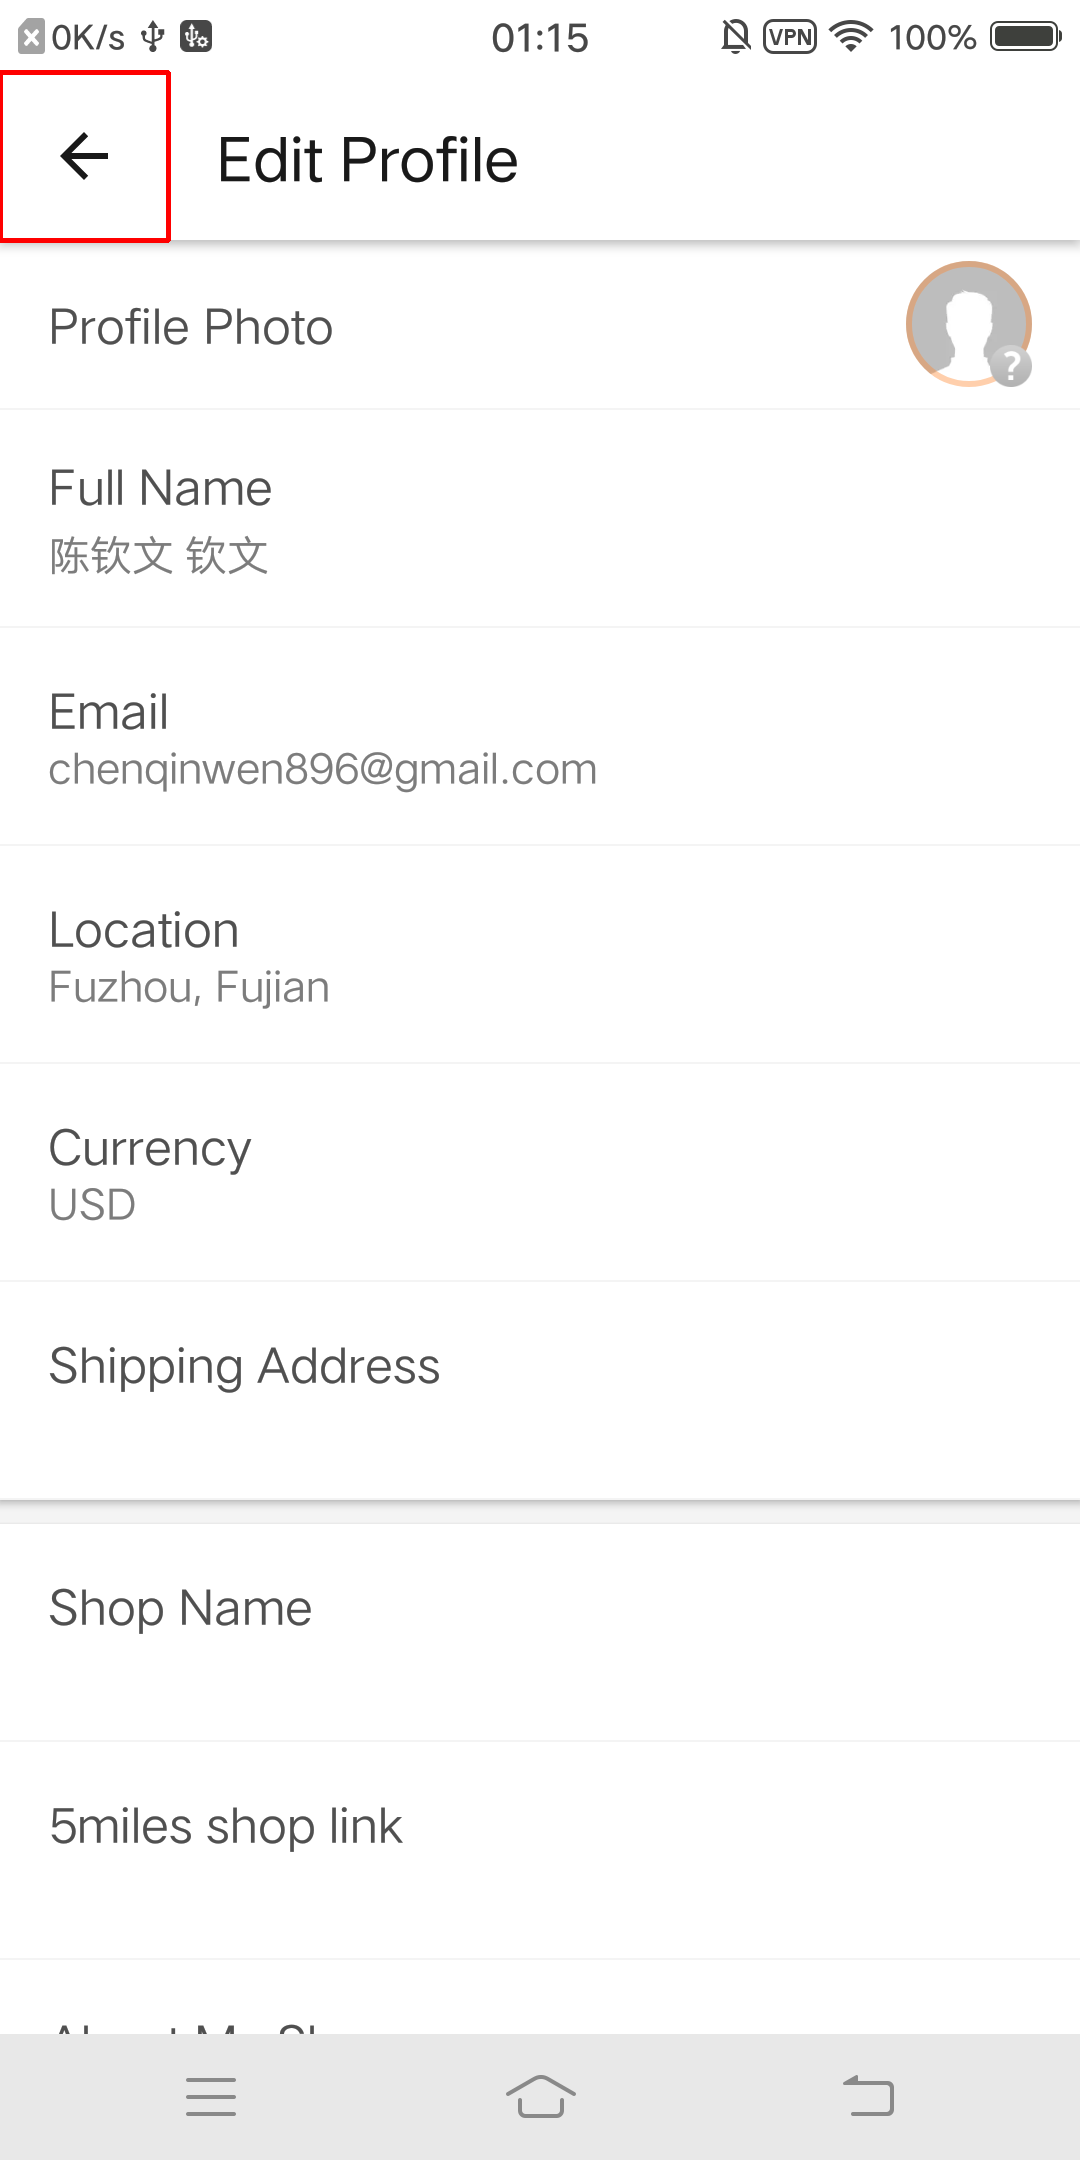 0K/s 01:15 VPN 100%
Edit Profile
Profile Photo
?
Full Name
陈钦文 钦文
Email
chenqinwen896@gmail.com
Location
Fuzhou, Fujian
Currency
USD
Shipping Address
Shop Name
5miles shop link